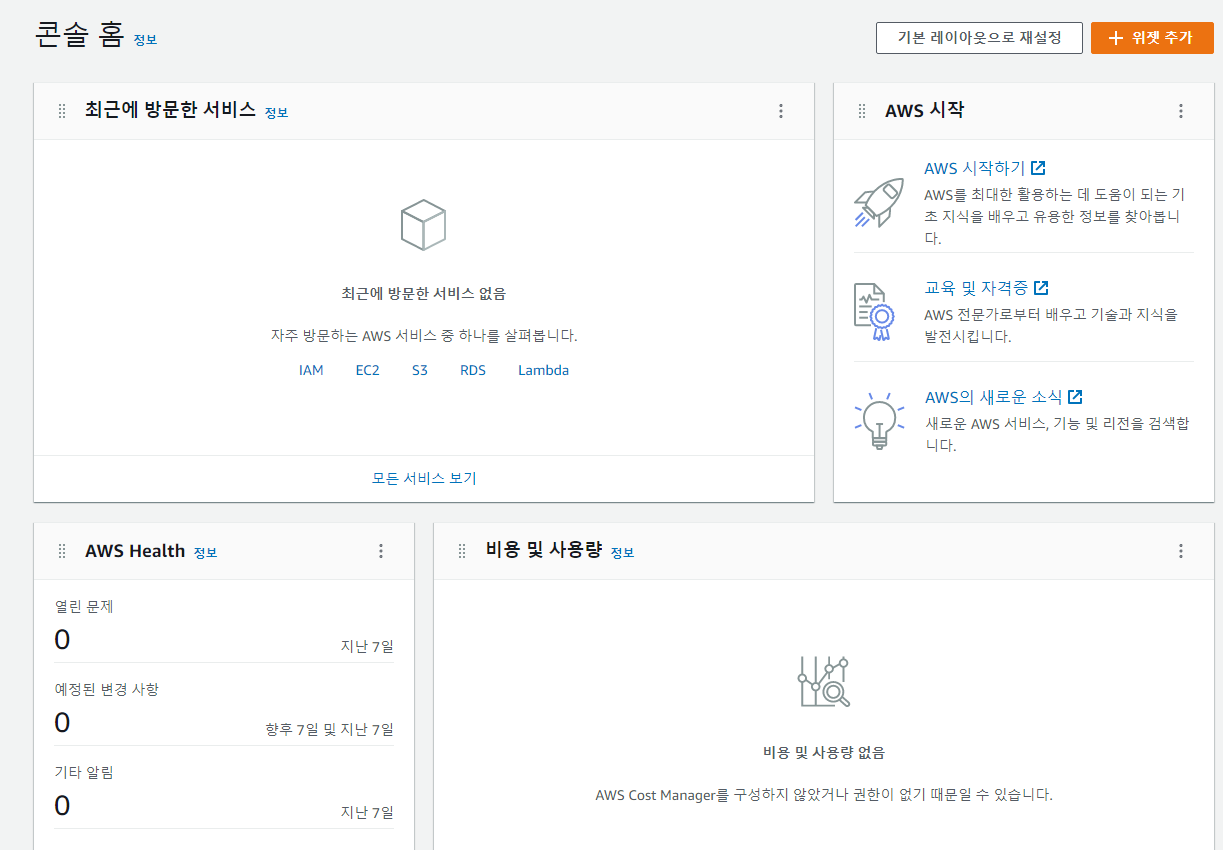 콘솔 홈 정보
기본 레이아웃으로 재설정
위젯 추가
최근에 방문한 서비스 정보
최근에 방문한 서비스 없음
자주 방문하는 AWS 서비스 중 하나를 살펴봅니다.
IAM EC2 S3 RDS Lambda
모든 서비스 보기
AWS 시작
AWS 시작하기
AWS를 최대한 활용하는 데 도움이 되는 기
초 지식을 배우고 유용한 정보를 찾아봅니
다.
교육 및 자격증
AWS 전문가로부터 배우고 기술과 지식을
발전시킵니다.
AWS의 새로운 소식
새로운 AWS 서비스, 기능 및 리전을 검색합
니다.
AWS Health 정보
열린 문제
0 지난 7일
예정된 변경 사항
0 향후 7일 및 지난 7일
기타 알림
0 지난 7일
비용 및 사용량 정보
비용 및 사용량 없음
AWS Cost Manager를 구성하지 않았거나 권한이 없기 때문일 수 있습니다.